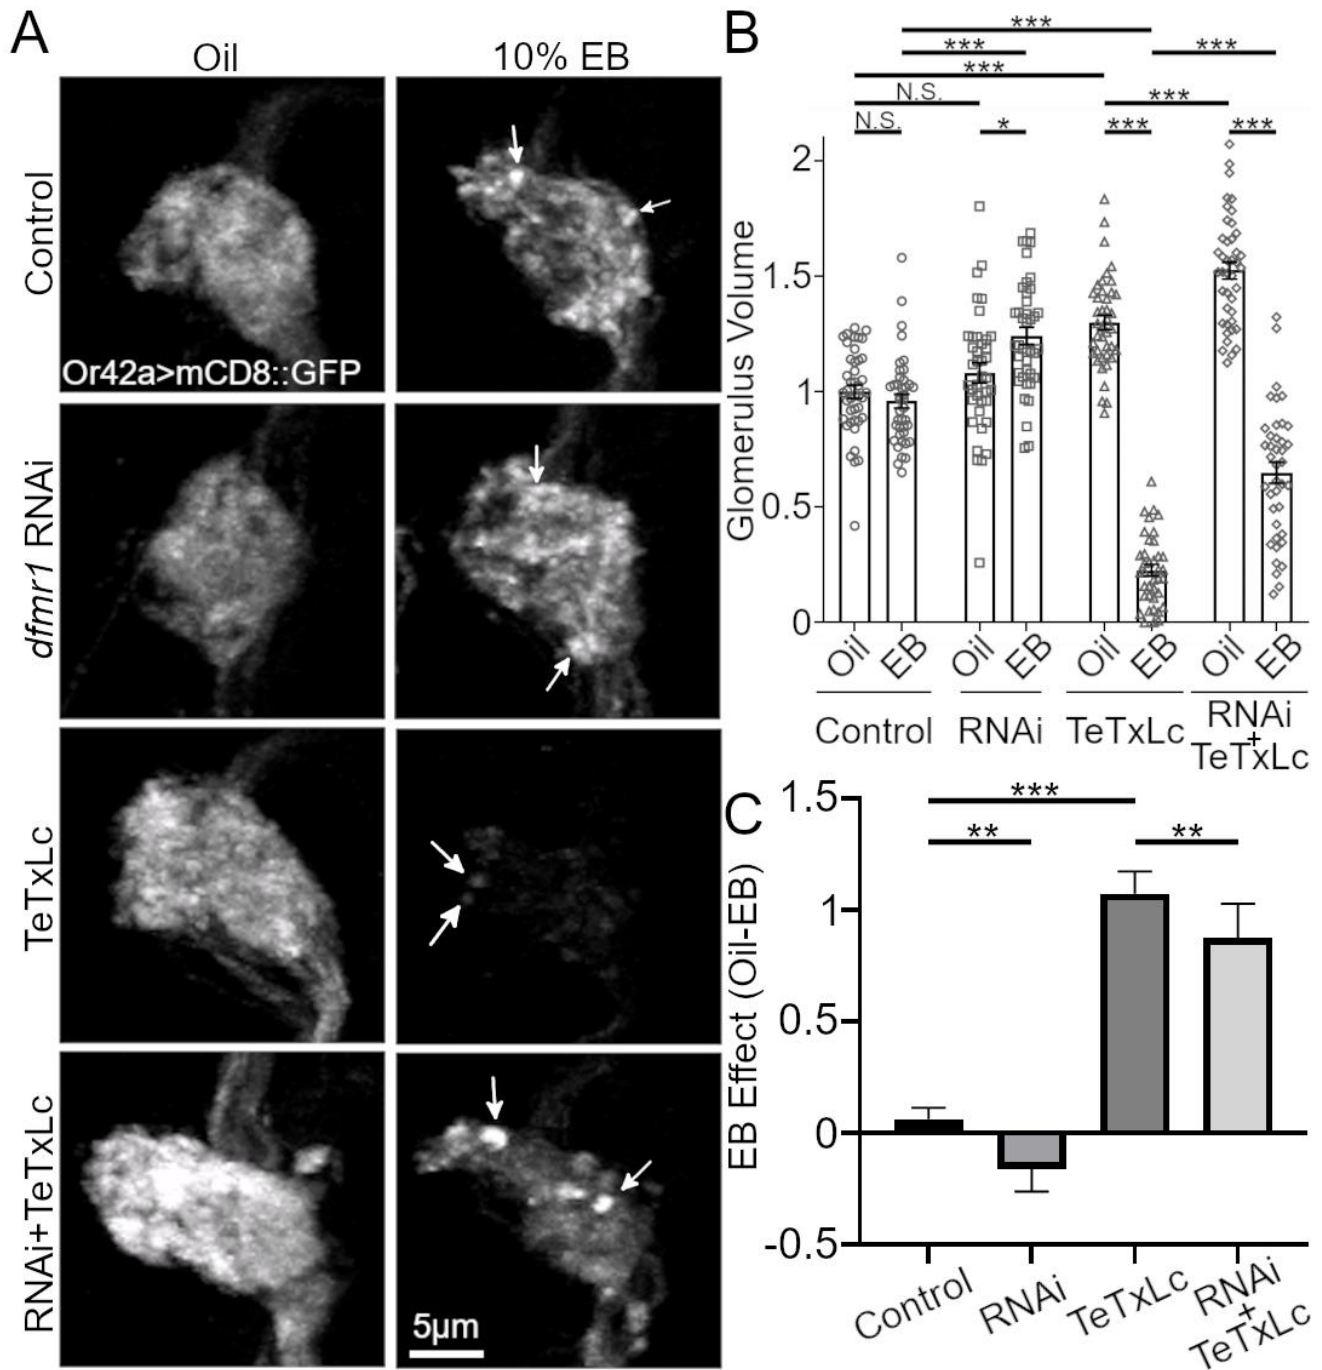 A
Oil
10% EB
Control
Or42a>mCD8::GFP
dfmr1 RNAi
TeTxLc
RNAi+TeTxLc
5µm
B
***
*** ***
***
N.S. ***
N.S. * *** ***
Glomerulus Volume
2
1.5
1
0.5
0
Oil EB Oil EB Oil EB Oil EB
Control RNAi TeTxLc RNAi
+
TeTxLc
C
EB Effect (Oil-EB)
***
** **
1.5
1
0.5
0
-0.5
Control RNAi TeTxLc RNAi
+
TeTxLc